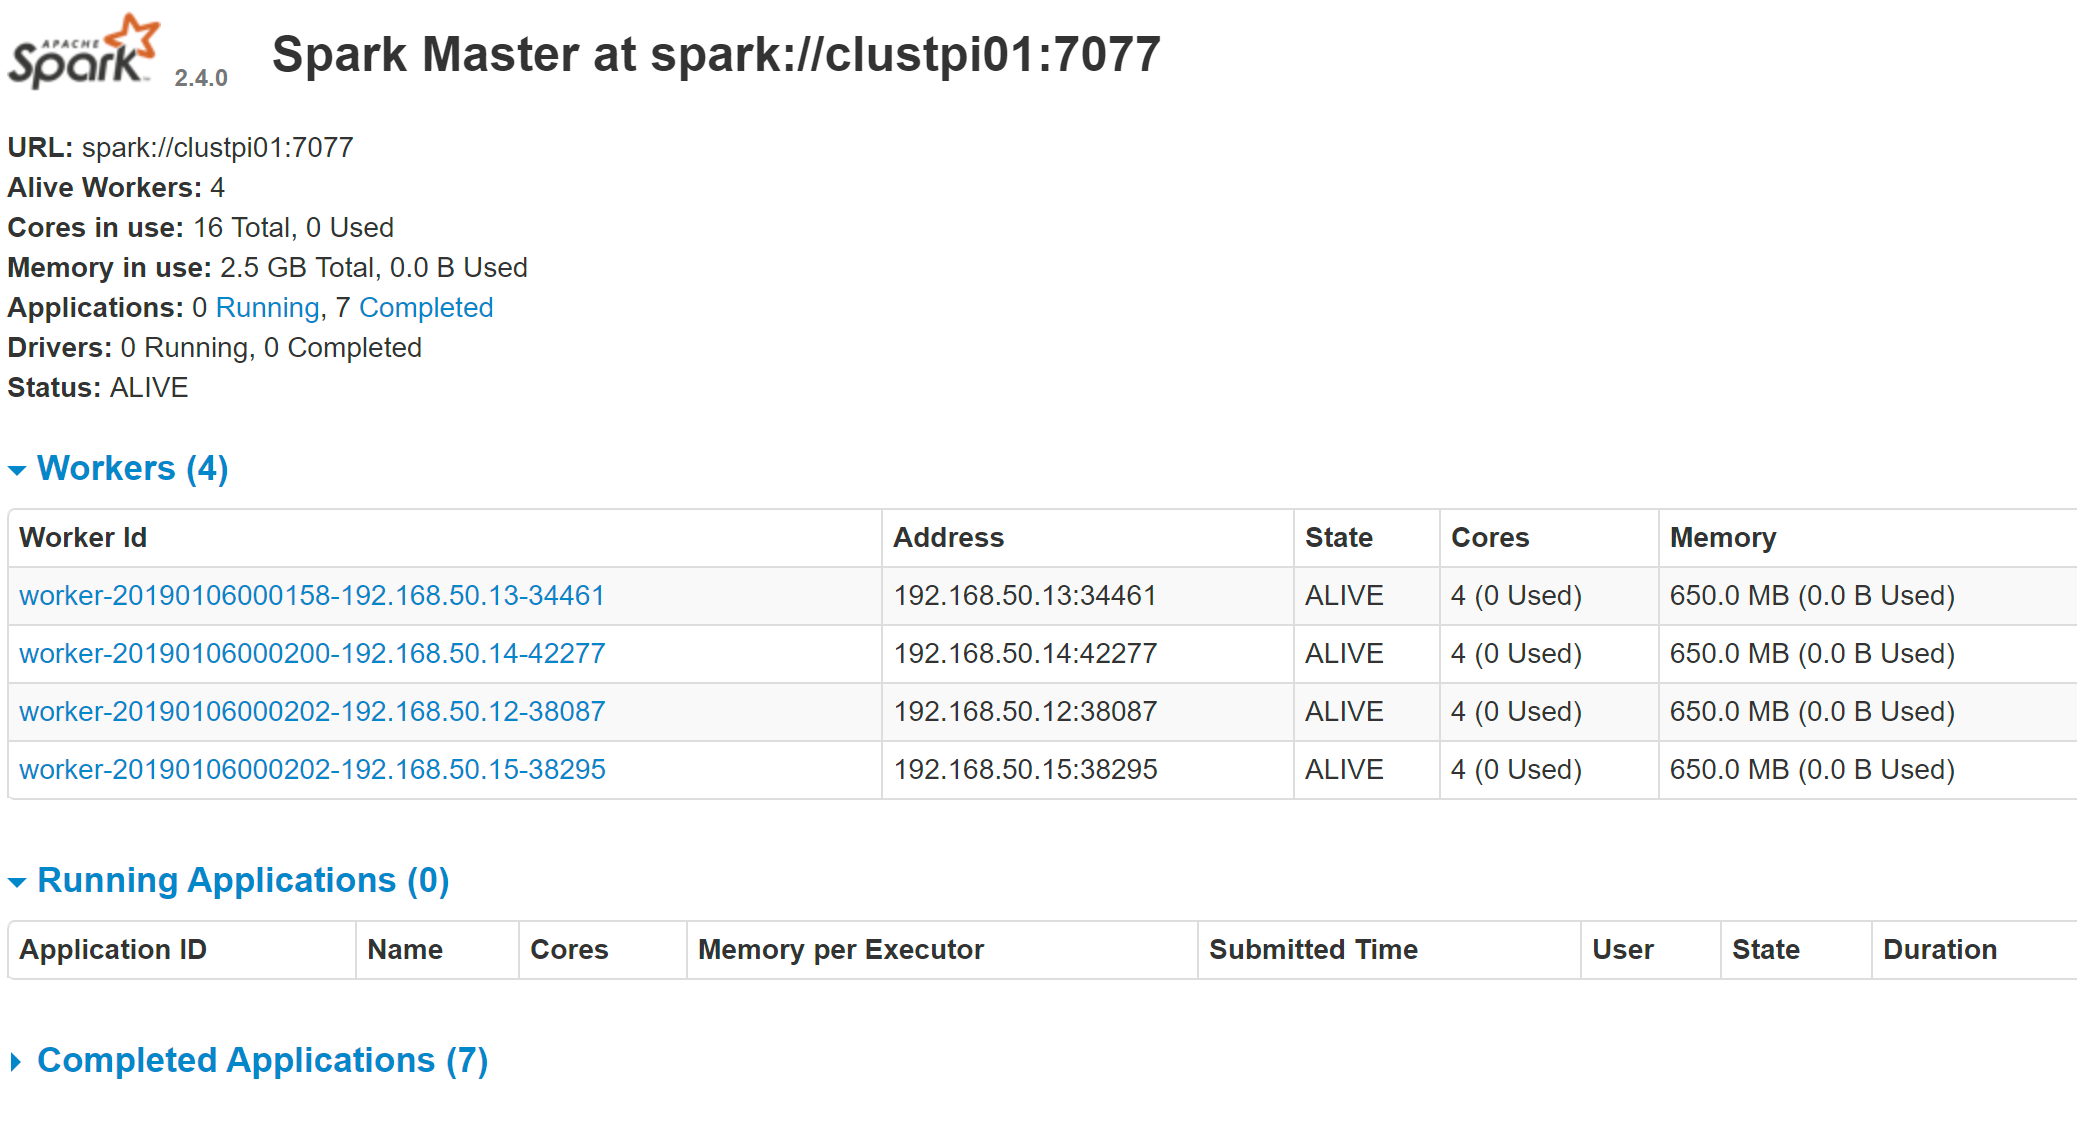 APACHE
Spark 2.4.0 Spark Master at spark://clustpi01:7077
URL: spark://clustpi01:7077
Alive Workers: 4
Cores in use: 16 Total, 0 Used
Memory in use: 2.5 GB Total, 0.0 B Used
Applications: 0 Running, 7 Completed
Drivers: 0 Running, 0 Completed
Status: ALIVE
Workers (4)
Worker Id Address State Cores Memory
worker-20190106000158-192.168.50.13-34461 192.168.50.13:34461 ALIVE 4 (0 Used) 650.0 MB (0.0 B Used)
worker-20190106000200-192.168.50.14-42277 192.168.50.14:42277 ALIVE 4 (0 Used) 650.0 MB (0.0 B Used)
worker-20190106000202-192.168.50.12-38087 192.168.50.12:38087 ALIVE 4 (0 Used) 650.0 MB (0.0 B Used)
worker-20190106000202-192.168.50.15-38295 192.168.50.15:38295 ALIVE 4 (0 Used) 650.0 MB (0.0 B Used)
Running Applications (0)
Application ID Name Cores Memory per Executor Submitted Time User State Duration
Completed Applications (7)